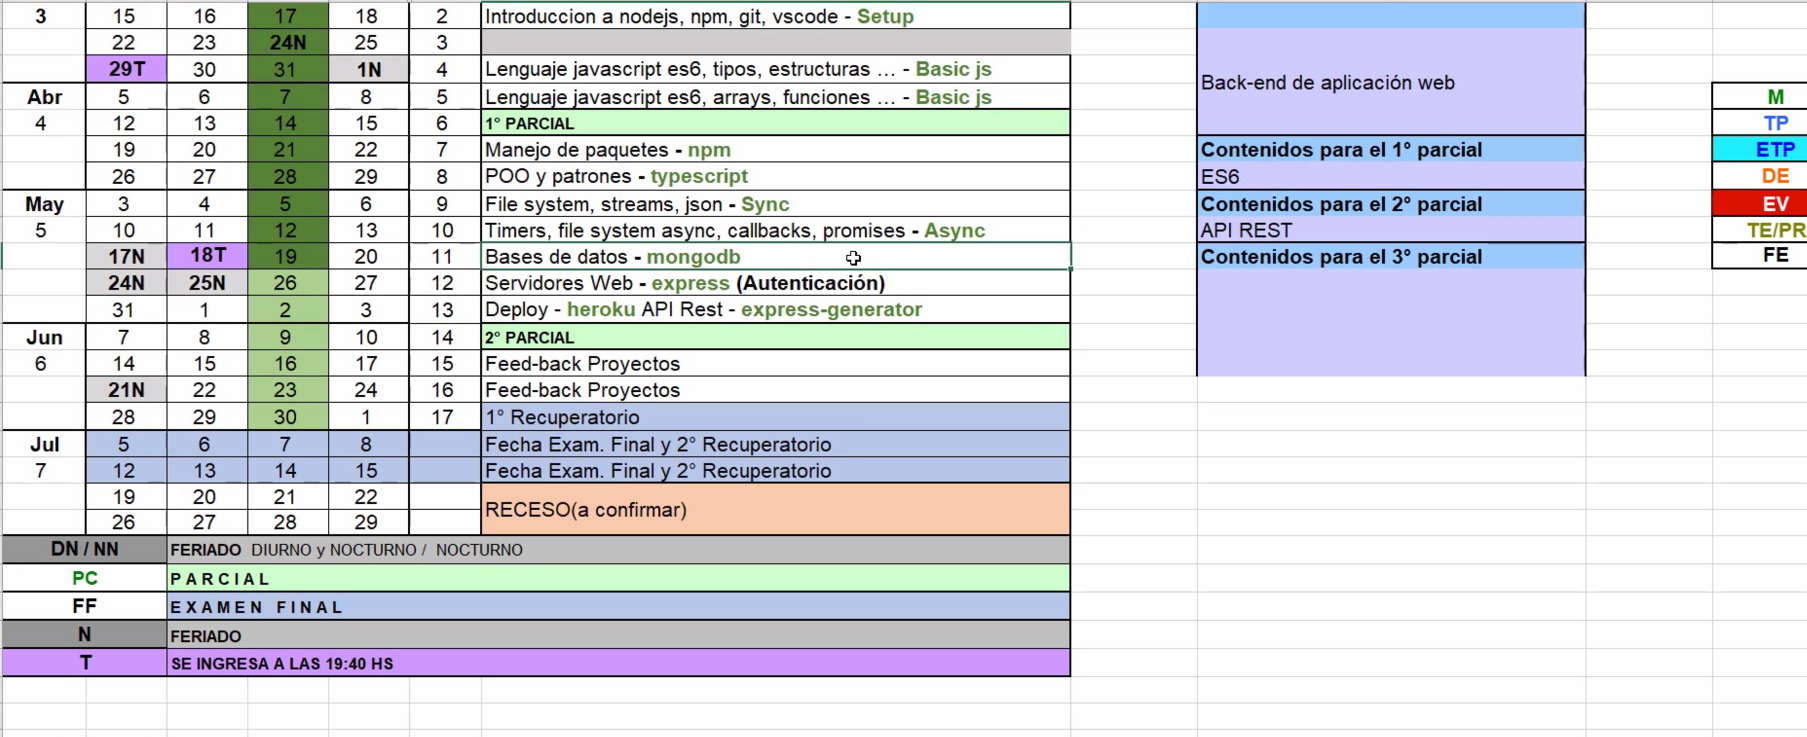 3 15 16 17 18 2 Introduccion a nodejs, npm, git, vscode - Setup
22 23 24N 25 3
29T 30 31 1N 4 Lenguaje javascript es6, tipos, estructuras ... - Basic js
Abr 5 6 7 8 5 Lenguaje javascript es6, arrays, funciones ... - Basic js
4 12 13 14 15 6 1° PARCIAL
19 20 21 22 7 Manejo de paquetes - npm
26 27 28 29 8 POO y patrones - typescript
May 3 4 5 6 9 File system, streams, json - Sync
5 10 11 12 13 10 Timers, file system async, callbacks, promises - Async
17N 18T 19 20 11 Bases de datos - mongodb
24N 25N 26 27 12 Servidores Web - express (Autenticación)
31 1 2 3 13 Deploy - heroku API Rest - express-generator
Jun 7 8 9 10 14 2° PARCIAL
6 14 15 16 17 15 Feed-back Proyectos
21N 22 23 24 16 Feed-back Proyectos
28 29 30 1 17 1° Recuperatorio
Jul 5 6 7 8 Fecha Exam. Final y 2° Recuperatorio
7 12 13 14 15 Fecha Exam. Final y 2° Recuperatorio
19 20 21 22
RECESO(a confirmar)
26 27 28 29
DN / NN FERIADO DIURNO y NOCTURNO / NOCTURNO
PC PARCIAL
FF EXAMEN FINAL
N FERIADO
T SE INGRESA A LAS 19:40 HS
Back-end de aplicación web
Contenidos para el 1° parcial
ES6
Contenidos para el 2° parcial
API REST
Contenidos para el 3° parcial
M
TP
ETP
DE
EV
TE/PR
FE